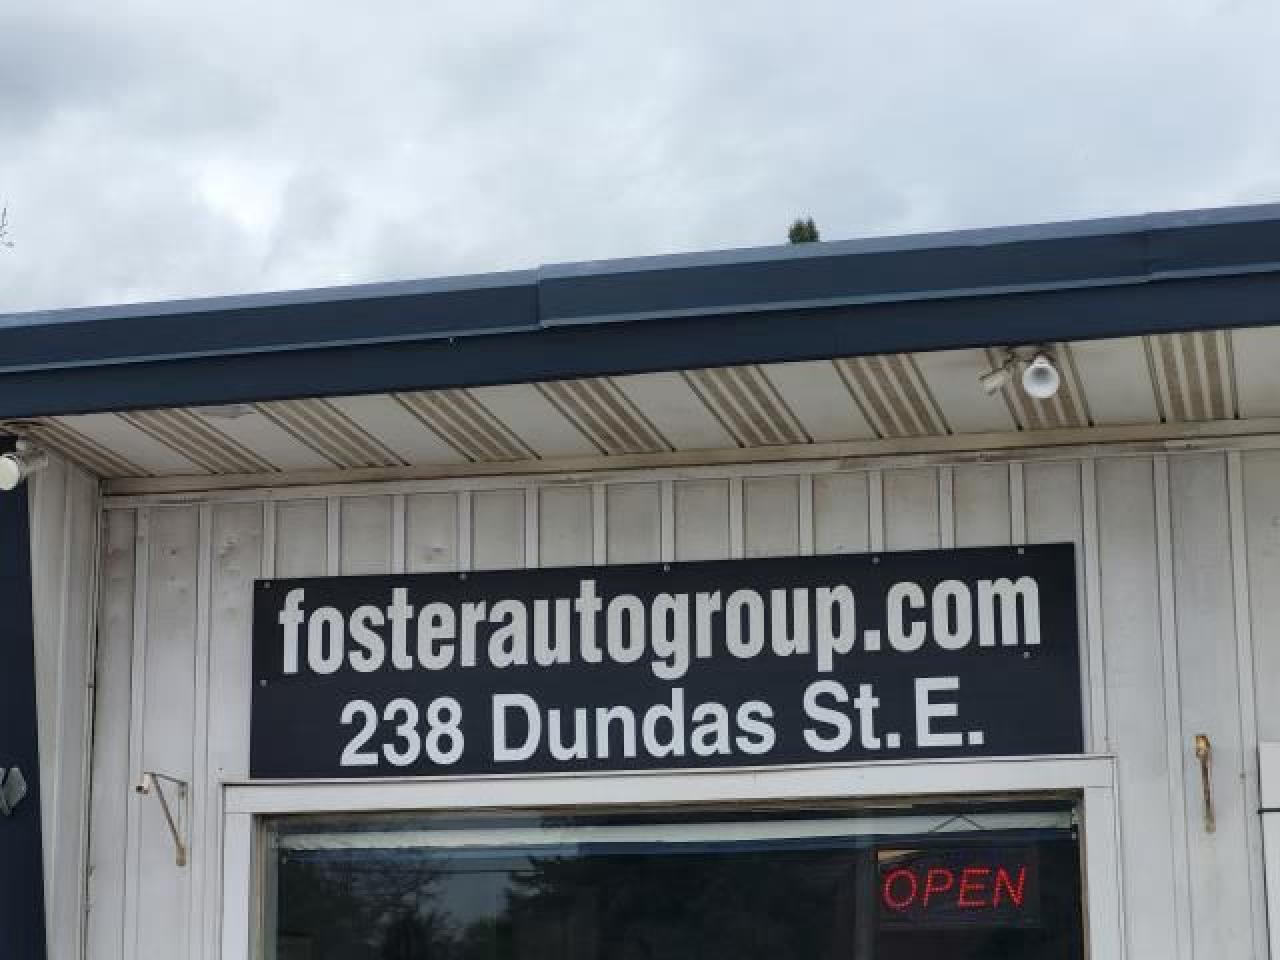 fosterautogroup.com
238 Dundas St. E.
OPEN